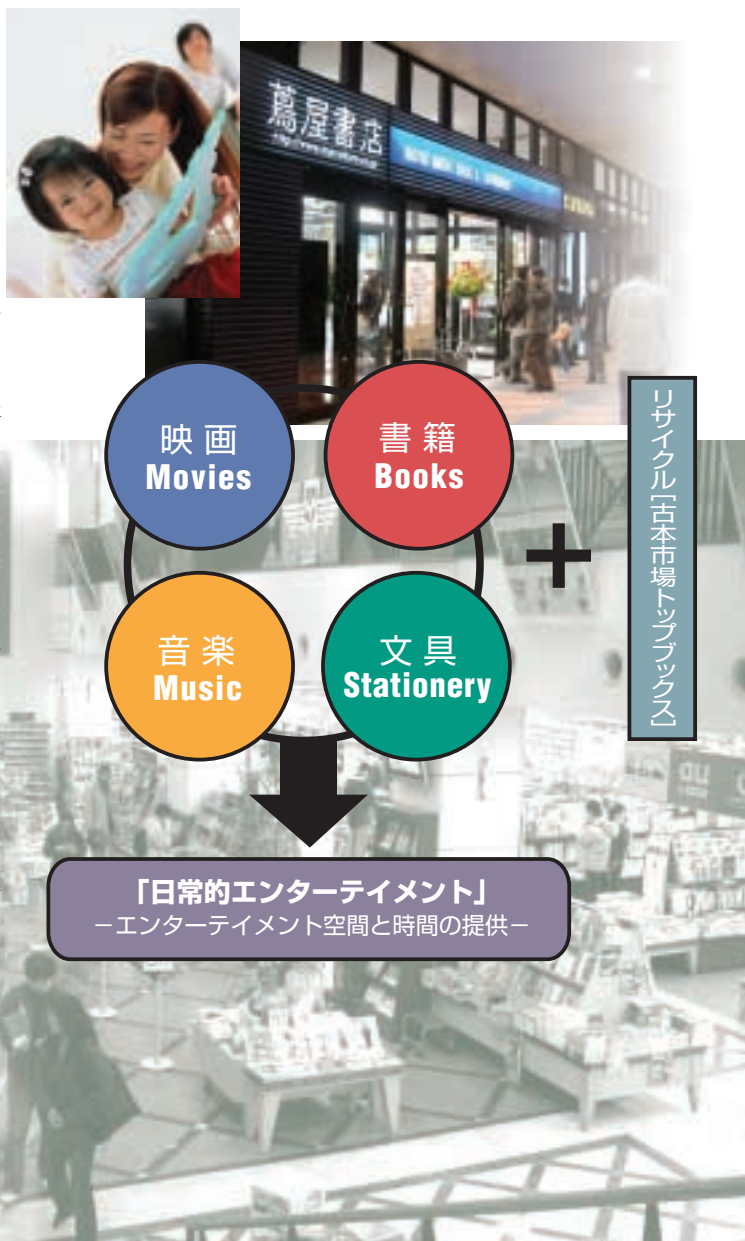 蔦屋書店
映画
Movies
書籍
Books
音楽
Music
文具
Stationery
+
リサイクル[古本市場トップブックス]
「日常的エンターテイメント」
－エンターテイメント空間と時間の提供－
au